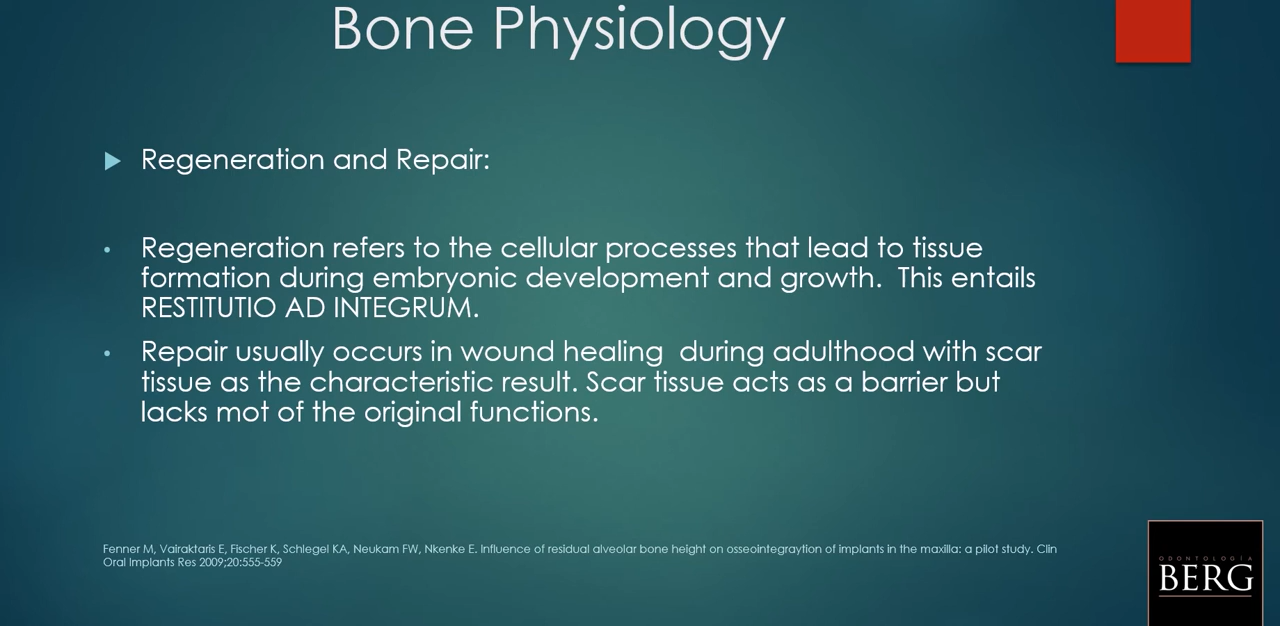 Bone Physiology
Regeneration and Repair:
Regeneration refers to the cellular processes that lead to tissue
formation during embryonic development and growth.  This entails
RESTITUTIO AD INTEGRUM.
Repair usually occurs in wound healing  during adulthood with scar
tissue as the characteristic result. Scar tissue acts as a barrier but
lacks mot of the original functions.
Fenner M, Vairaktaris E, Fischer K, Schlegel KA, Neukam FW, Nkenke E. Influence of residual alveolar bone height on osseointegraytion of implants in the maxilla: a pilot study. Clin
Oral Implants Res 2009;20:555-559
ODONTOLOGIA
BERG